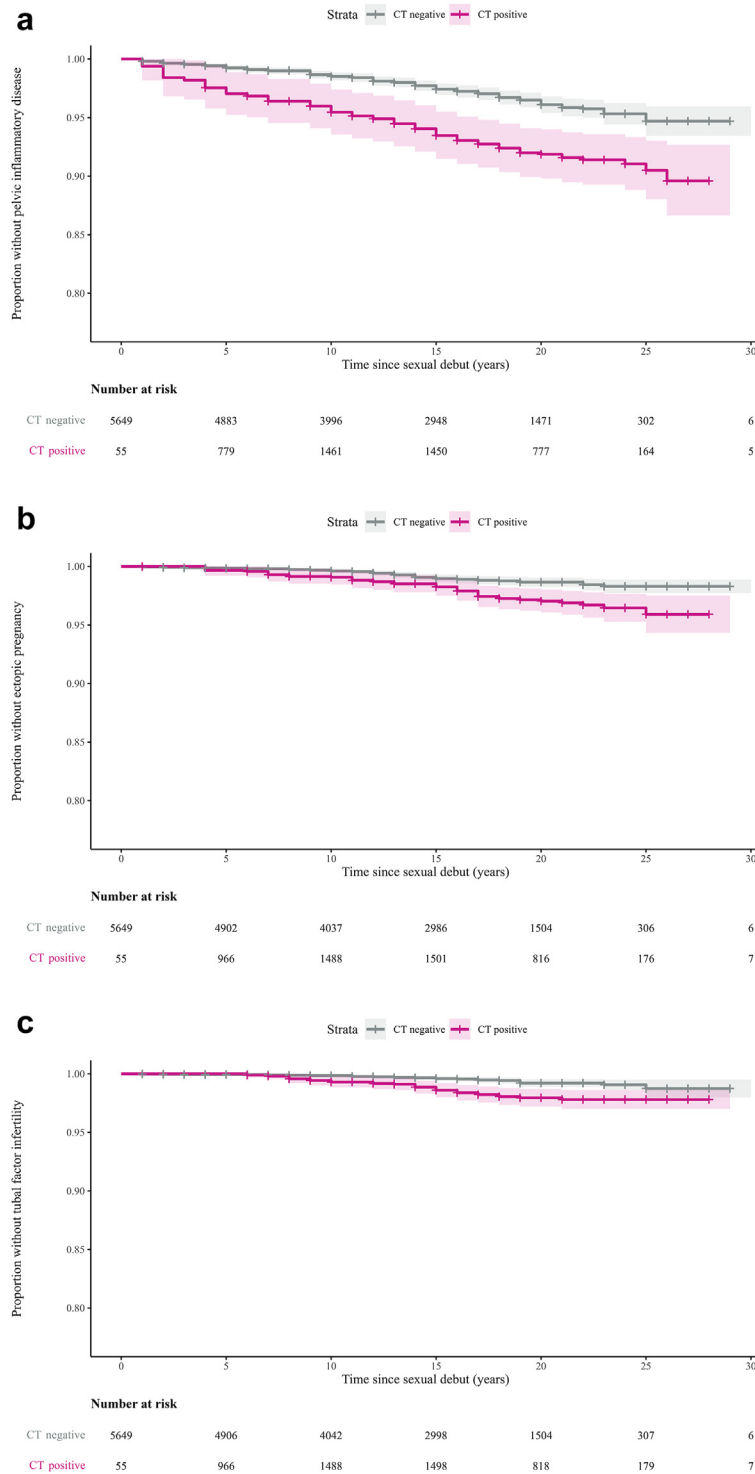 a
Strata CT negative CT positive
Proportion without pelvic inflammatory disease
1.00
0.95
0.90
0.85
0.80
0 5 10 15 20 25 30
Time since sexual debut (years)
Number at risk
CT negative 5649 4883 3996 2948 1471 302 6
CT positive 55 779 1461 1450 777 164 5
b
Strata CT negative CT positive
Proportion without ectopic pregnancy
1.00
0.95
0.90
0.85
0.80
0 5 10 15 20 25 30
Time since sexual debut (years)
Number at risk
CT negative 5649 4902 4037 2986 1504 306 6
CT positive 55 966 1488 1501 816 176 7
c
Strata CT negative CT positive
Proportion without tubal factor infertility
1.00
0.95
0.90
0.85
0.80
0 5 10 15 20 25 30
Time since sexual debut (years)
Number at risk
CT negative 5649 4906 4042 2998 1504 307 6
CT positive 55 966 1488 1498 818 179 7